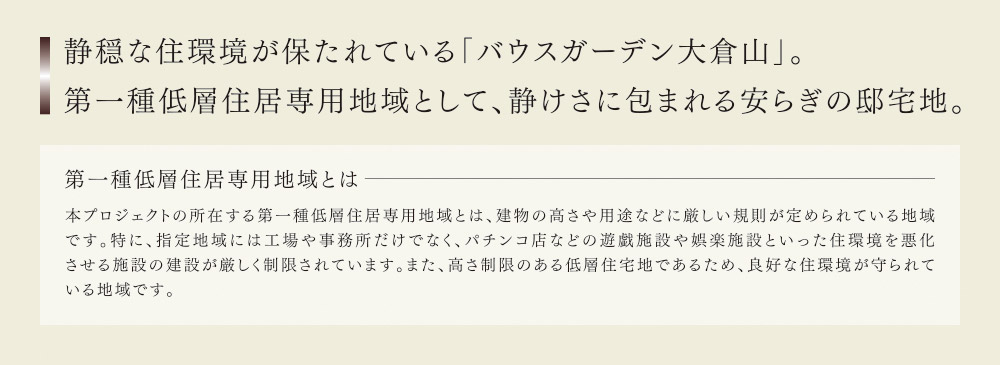 静穏な住環境が保たれている「バウスガーデン大倉山」。
第一種低層住居専用地域として、静けさに包まれる安らぎの邸宅地。
第一種低層住居専用地域とは
本プロジェクトの所在する第一種低層住居専用地域とは、建物の高さや用途などに厳しい規則が定められている地域
です。特に、指定地域には工場や事務所だけでなく、パチンコ店などの遊戯施設や娯楽施設といった住環境を悪化
させる施設の建設が厳しく制限されています。また、高さ制限のある低層住宅地であるため、良好な住環境が守られて
いる地域です。